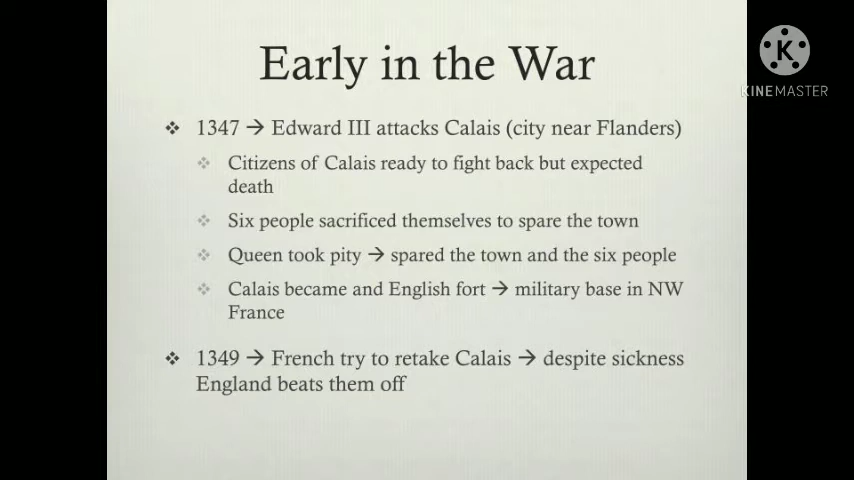 Early in the War
K
KINEMASTER
❖ 1347 → Edward III attacks Calais (city near Flanders)
❖ Citizens of Calais ready to fight back but expected
death
❖ Six people sacrificed themselves to spare the town
❖ Queen took pity → spared the town and the six people
❖ Calais became and English fort → military base in NW
France
❖ 1349 → French try to retake Calais → despite sickness
England beats them off